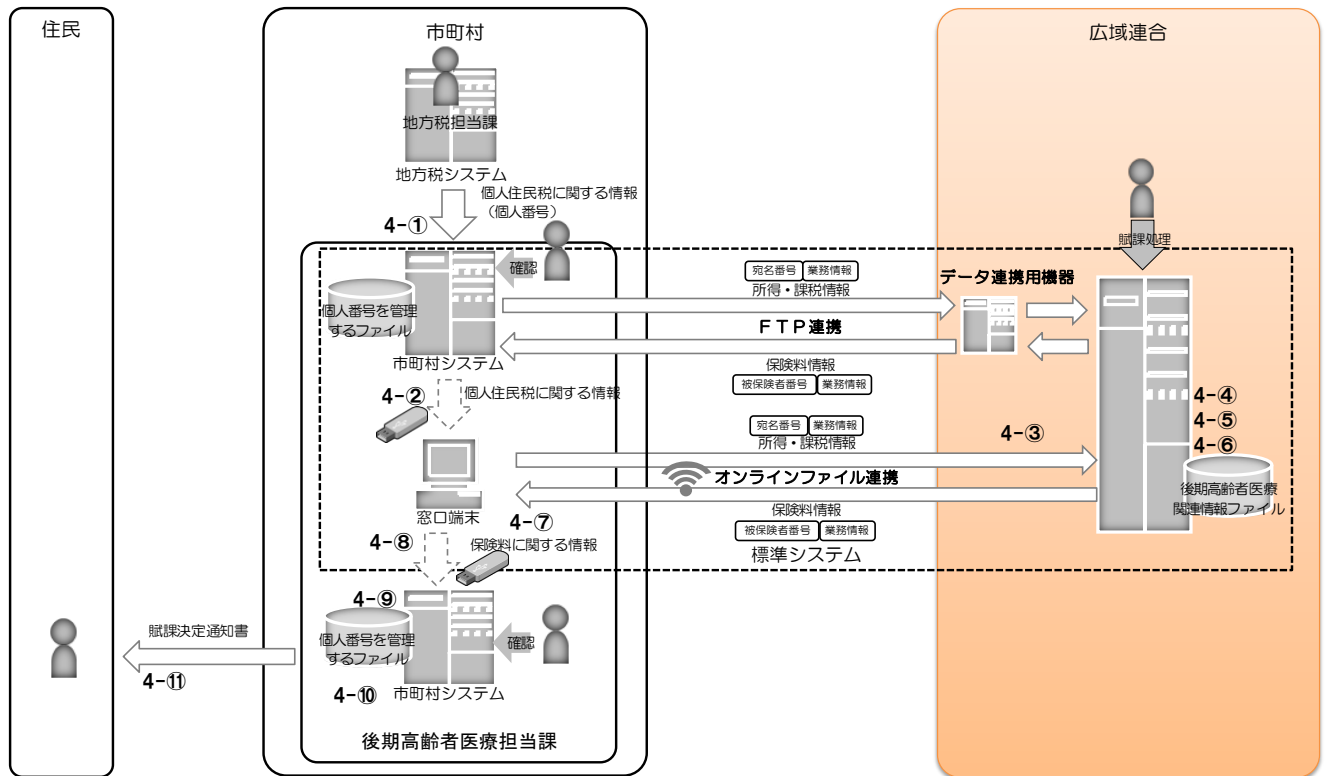 住民
市町村
広域連合
地方税担当課
地方税システム
個人住民税に関する情報
（個人番号）
4-①
確認
個人番号を管理
するファイル
市町村システム
宛名番号 業務情報
所得・課税情報
ＦＴＰ連携
保険料情報
被保険者番号 業務情報
データ連携用機器
賦課処理
4-②
個人住民税に関する情報
窓口端末
宛名番号 業務情報
所得・課税情報
4-③
オンラインファイル連携
保険料情報
被保険者番号 業務情報
標準システム
4-④
4-⑤
4-⑥
後期高齢者医療
関連情報ファイル
4-⑦
4-⑧
保険料に関する情報
4-⑨
個人番号を管理
するファイル
確認
4-⑩
市町村システム
後期高齢者医療担当課
賦課決定通知書
4-⑪